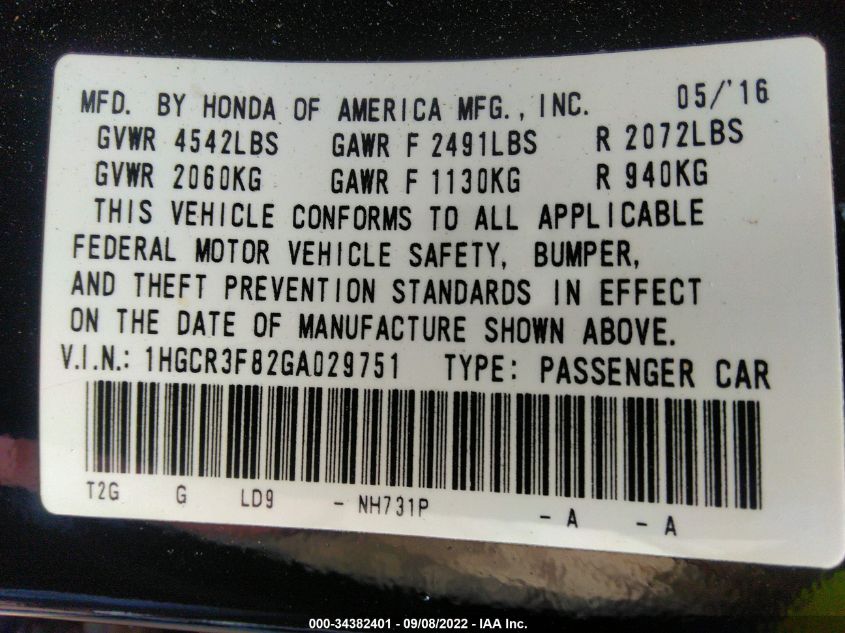 MFD. BY HONDA OF AMERICA MFG., INC. 05/'16
GVWR 4542LBS GAWR F 2491LBS R 2072LBS
GVWR 2060KG GAWR F 1130KG R 940KG
THIS VEHICLE CONFORMS TO ALL APPLICABLE
FEDERAL MOTOR VEHICLE SAFETY, BUMPER,
AND THEFT PREVENTION STANDARDS IN EFFECT
ON THE DATE OF MANUFACTURE SHOWN ABOVE.
V.I.N.: 1HGCR3F82GA029751 TYPE: PASSENGER CAR
T2G G LD9 - NH731P - A - A
000-34382401 - 09/08/2022 - IAA Inc.